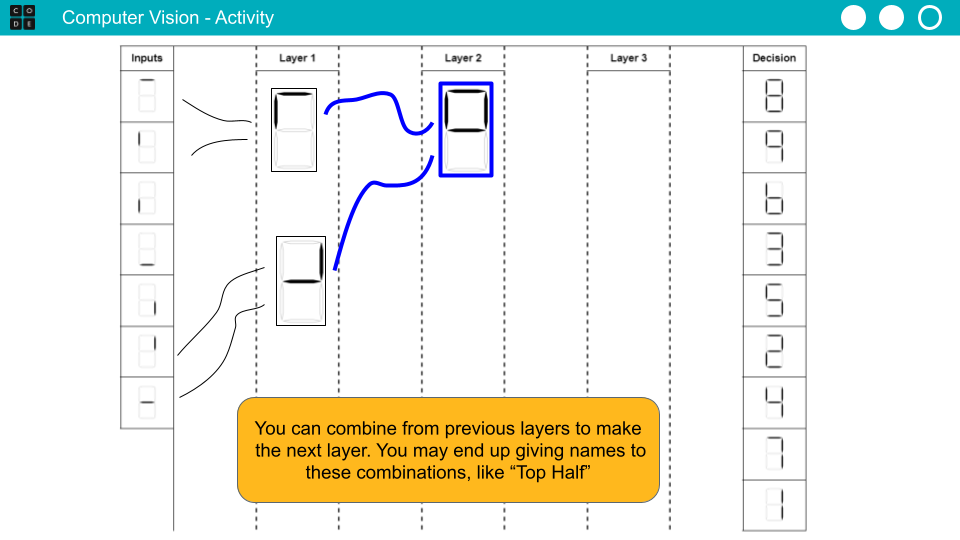 C O
D E
Computer Vision - Activity
Inputs
Layer 1
Layer 2
Layer 3
Decision
8
9
b
3
5
2
4
7
1
You can combine from previous layers to make
the next layer. You may end up giving names to
these combinations, like “Top Half”